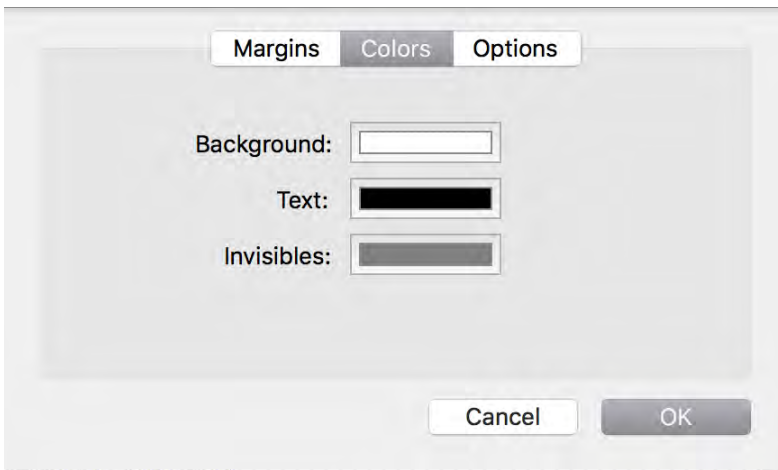 Margins Colors Options
Background:
Text:
Invisibles:
Cancel OK